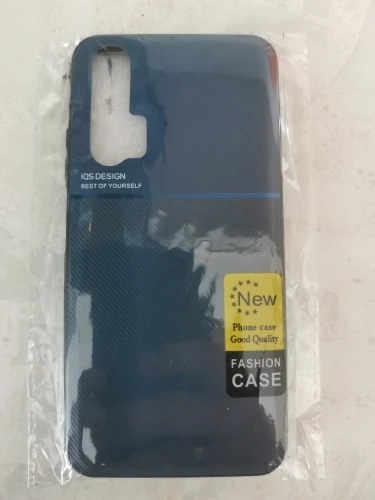 IQS DESIGN
BEST OF YOURSELF
New
Phone case
Good Quality
FASHION
CASE